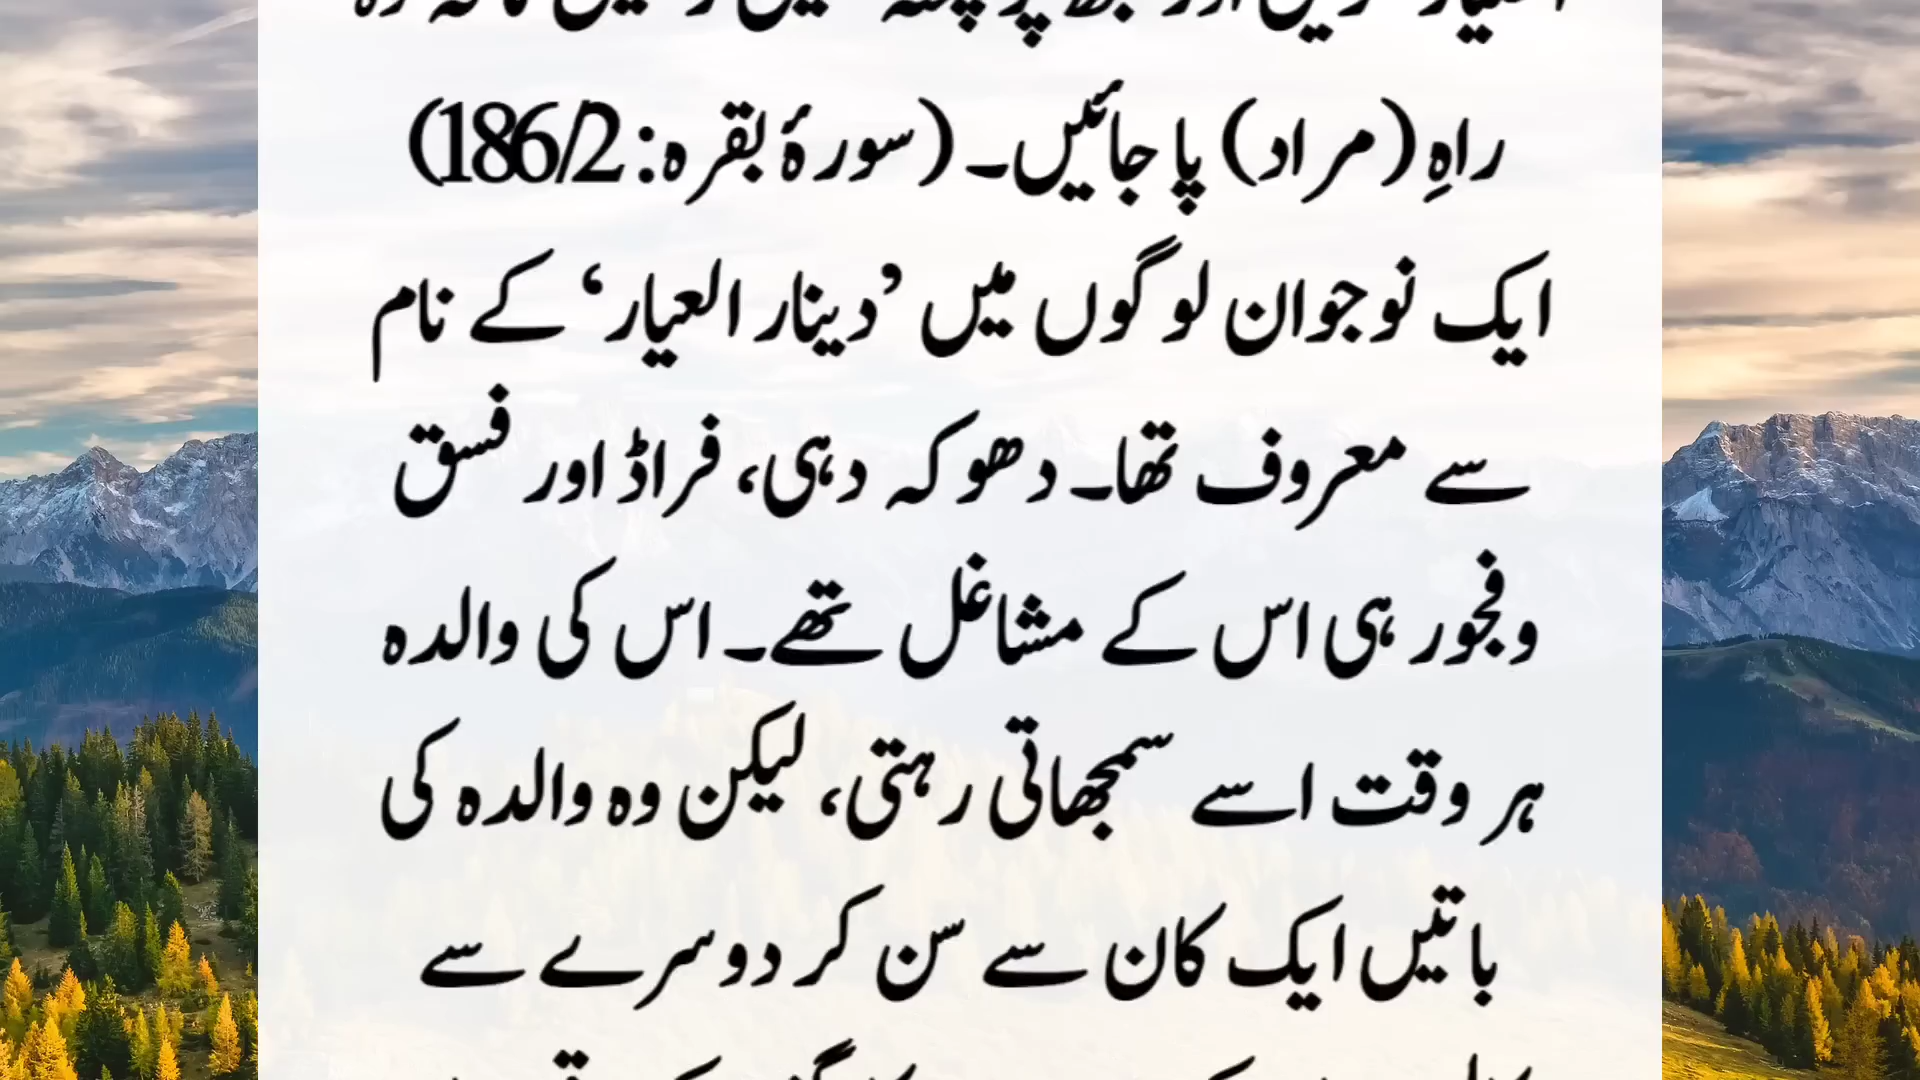 راہِ (مراد) پا جائیں۔ (سورۂ بقرہ: 186/2)
ایک نوجوان لوگوں میں ’دینار العیار‘ کے نام
سے معروف تھا۔ دھوکہ دہی، فراڈ اور فسق
وفجور ہی اس کے مشاغل تھے۔ اس کی والدہ
ہر وقت اسے سمجھاتی رہتی، لیکن وہ والدہ کی
باتیں ایک کان سے سن کر دوسرے سے